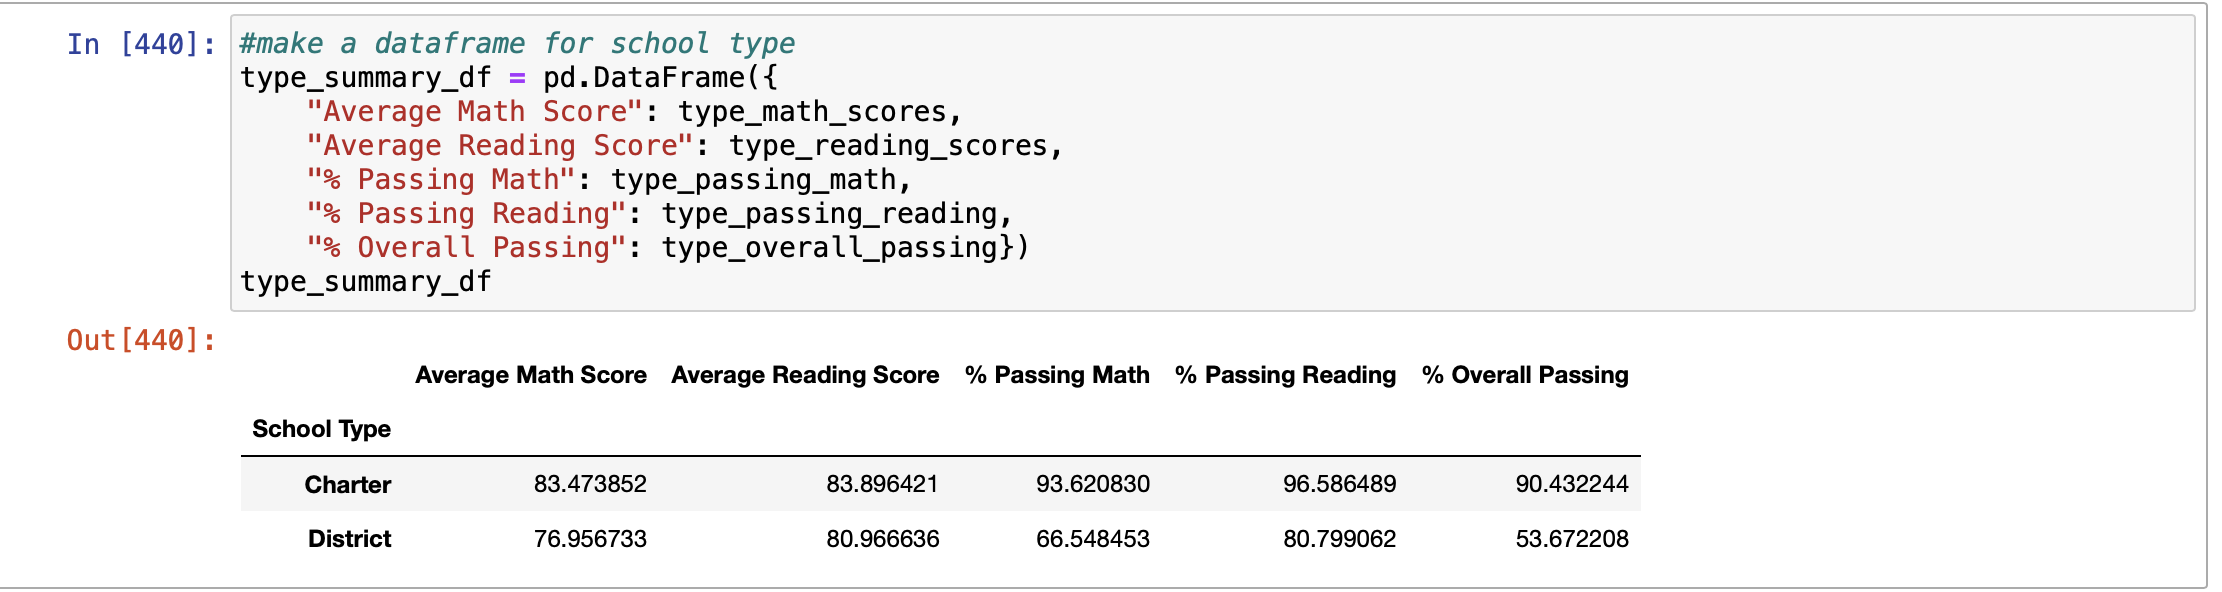 In [440]: #make a dataframe for school type
type_summary_df = pd.DataFrame({
    "Average Math Score": type_math_scores,
    "Average Reading Score": type_reading_scores,
    "% Passing Math": type_passing_math,
    "% Passing Reading": type_passing_reading,
    "% Overall Passing": type_overall_passing})
type_summary_df
Out[440]:
Average Math Score Average Reading Score % Passing Math % Passing Reading % Overall Passing
School Type
Charter 83.473852 83.896421 93.620830 96.586489 90.432244
District 76.956733 80.966636 66.548453 80.799062 53.672208